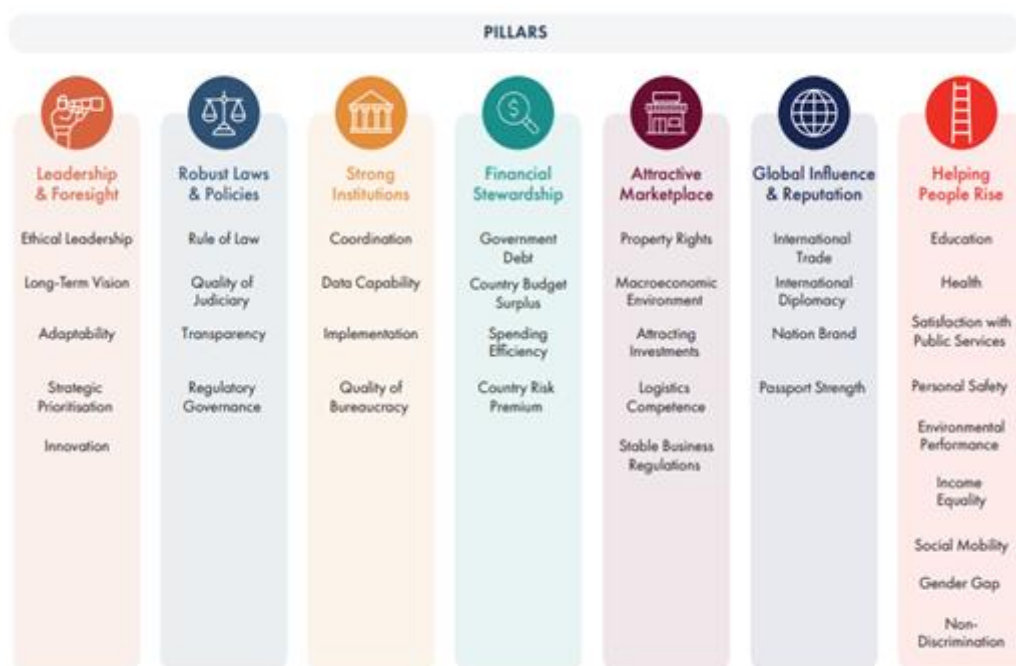 PILLARS
Leadership
& Foresight
Ethical Leadership
Long-Term Vision
Adaptability
Strategic
Prioritisation
Innovation
Robust Laws
& Policies
Rule of Law
Quality of
Judiciary
Transparency
Regulatory
Governance
Strong
Institutions
Coordination
Data Capability
Implementation
Quality of
Bureaucracy
Financial
Stewardship
Government
Debt
Country Budget
Surplus
Spending
Efficiency
Country Risk
Premium
Attractive
Marketplace
Property Rights
Macroeconomic
Environment
Attracting
Investments
Logistics
Competence
Stable Business
Regulations
Global Influence
& Reputation
International
Trade
International
Diplomacy
Nation Brand
Passport Strength
Helping
People Rise
Education
Health
Satisfaction with
Public Services
Personal Safety
Environmental
Performance
Income
Equality
Social Mobility
Gender Gap
Non-
Discrimination